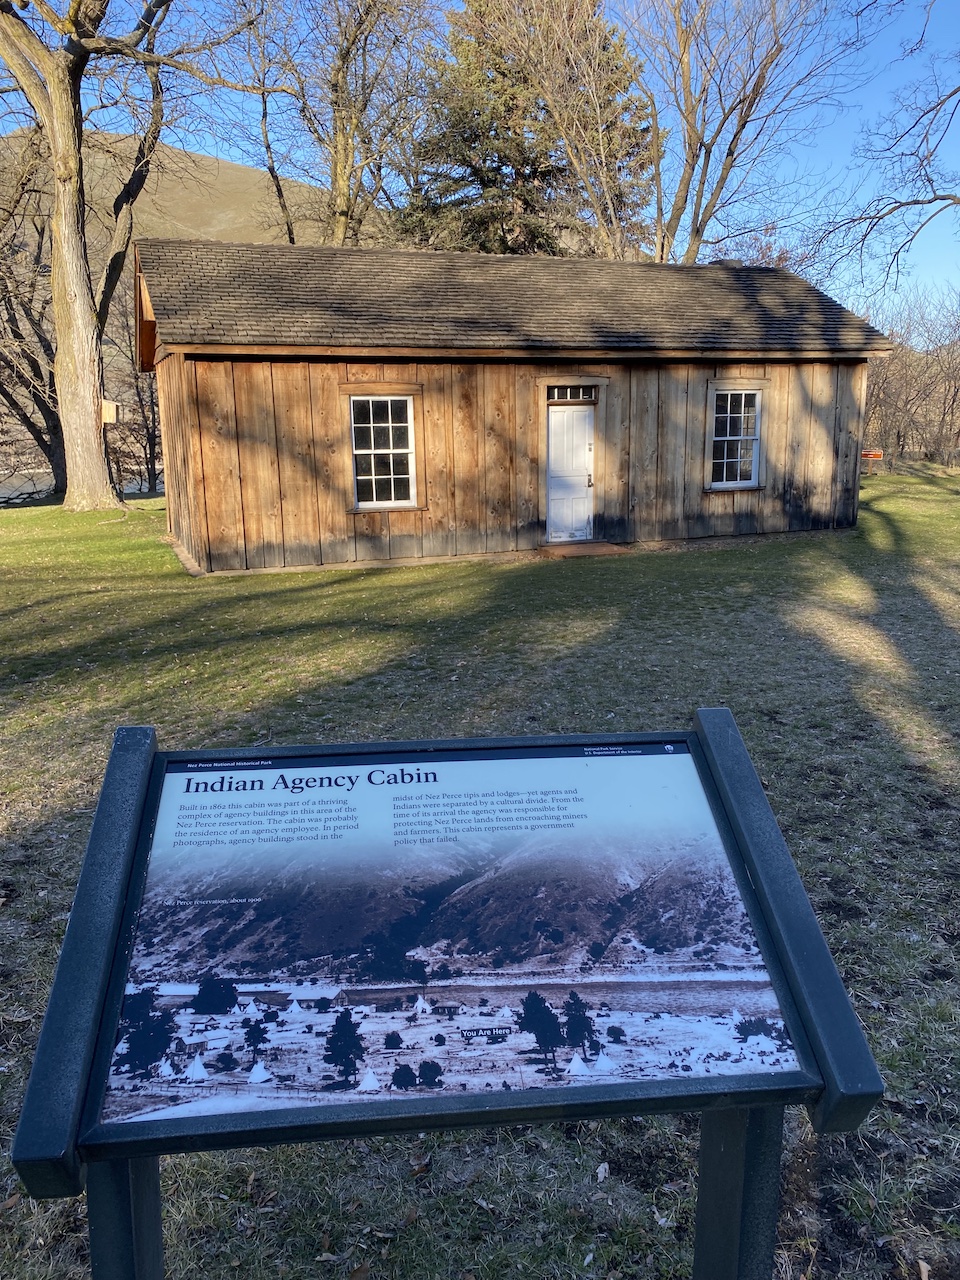 Nez Perce National Historical Park
National Park Service
U.S. Department of the Interior
Indian Agency Cabin
Built in 1862 this cabin was part of a thriving
complex of agency buildings in this area of the
Nez Perce reservation. The cabin was probably
the residence of an agency employee. In period
photographs, agency buildings stood in the
midst of Nez Perce tipis and lodges—yet agents and
Indians were separated by a cultural divide. From the
time of its arrival the agency was responsible for
protecting Nez Perce lands from encroaching miners
and farmers. This cabin represents a government
policy that failed.
Nez Perce reservation, about 1900
You Are Here